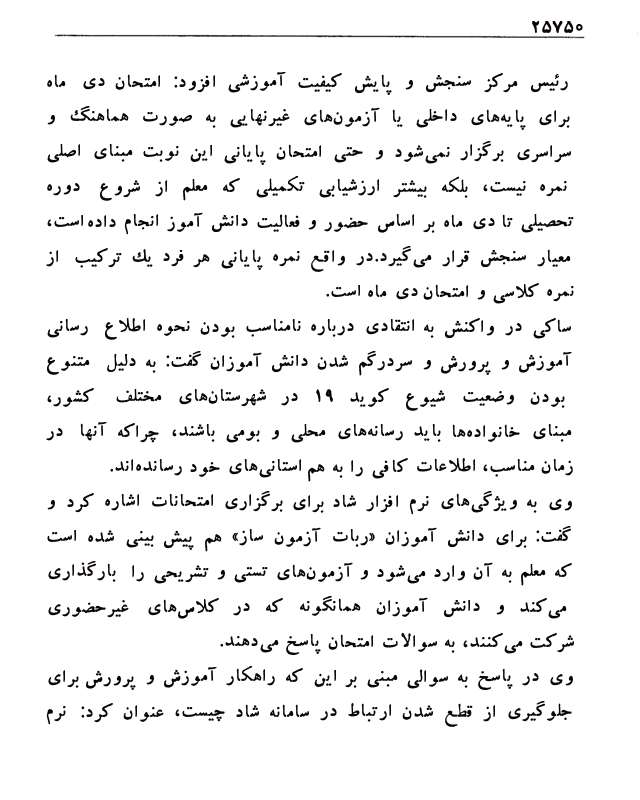 ۲۵۷۵۰
رئیس مرکز سنجش و پایش کیفیت آموزشی افزود: امتحان دی ماه
برای پایه‌های داخلی یا آزمون‌های غیرنهایی به صورت هماهنگ و
سراسری برگزار نمی‌شود و حتی امتحان پایانی این نوبت مبنای اصلی
نمره نیست، بلکه بیشتر ارزشیابی تکمیلی که معلم از شروع دوره
تحصیلی تا دی ماه بر اساس حضور و فعالیت دانش آموز انجام داده‌است،
معیار سنجش قرار می‌گیرد.در واقع نمره پایانی هر فرد یك ترکیب از
نمره کلاسی و امتحان دی ماه است.
ساکی در واکنش به انتقادی درباره نامناسب بودن نحوه اطلاع رسانی
آموزش و پرورش و سردرگم شدن دانش آموزان گفت: به دلیل متنوع
بودن وضعیت شیوع کوید ۱۹ در شهرستان‌های مختلف کشور،
مبنای خانواده‌ها باید رسانه‌های محلی و بومی باشند، چراکه آنها در
زمان مناسب، اطلاعات کافی را به هم استانی‌های خود رسانده‌اند.
وی به ویژگی‌های نرم افزار شاد برای برگزاری امتحانات اشاره کرد و
گفت: برای دانش آموزان «ربات آزمون ساز» هم پیش بینی شده است
که معلم به آن وارد می‌شود و آزمون‌های تستی و تشریحی را بارگذاری
می‌کند و دانش آموزان همانگونه که در کلاس‌های غیرحضوری
شرکت می‌کنند، به سوالات امتحان پاسخ می‌دهند.
وی در پاسخ به سوالی مبنی بر این که راهکار آموزش و پرورش برای
جلوگیری از قطع شدن ارتباط در سامانه شاد چیست، عنوان کرد: نرم